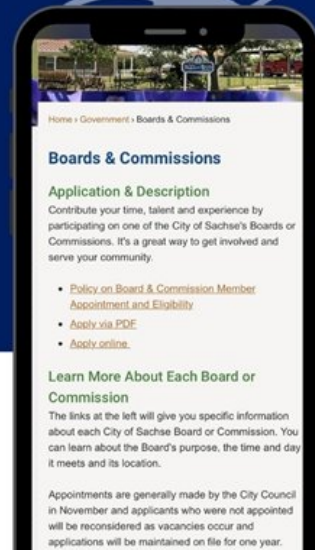 Home › Government › Boards & Commissions
Boards & Commissions
Application & Description
Contribute your time, talent and experience by
participating on one of the City of Sachse's Boards or
Commissions. It's a great way to get involved and
serve your community.
• Policy on Board & Commission Member
Appointment and Eligibility
• Apply via PDF
• Apply online
Learn More About Each Board or
Commission
The links at the left will give you specific information
about each City of Sachse Board or Commission. You
can learn about the Board's purpose, the time and day
it meets and its location.
Appointments are generally made by the City Council
in November and applicants who were not appointed
will be reconsidered as vacancies occur and
applications will be maintained on file for one year.